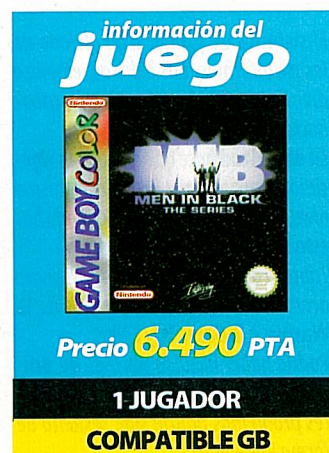 información del
juego
Nintendo
GAME BOY COLOR
MIB
MEN IN BLACK
THE SERIES
Nintendo
Precio 6.490 PTA
1 JUGADOR
COMPATIBLE GB